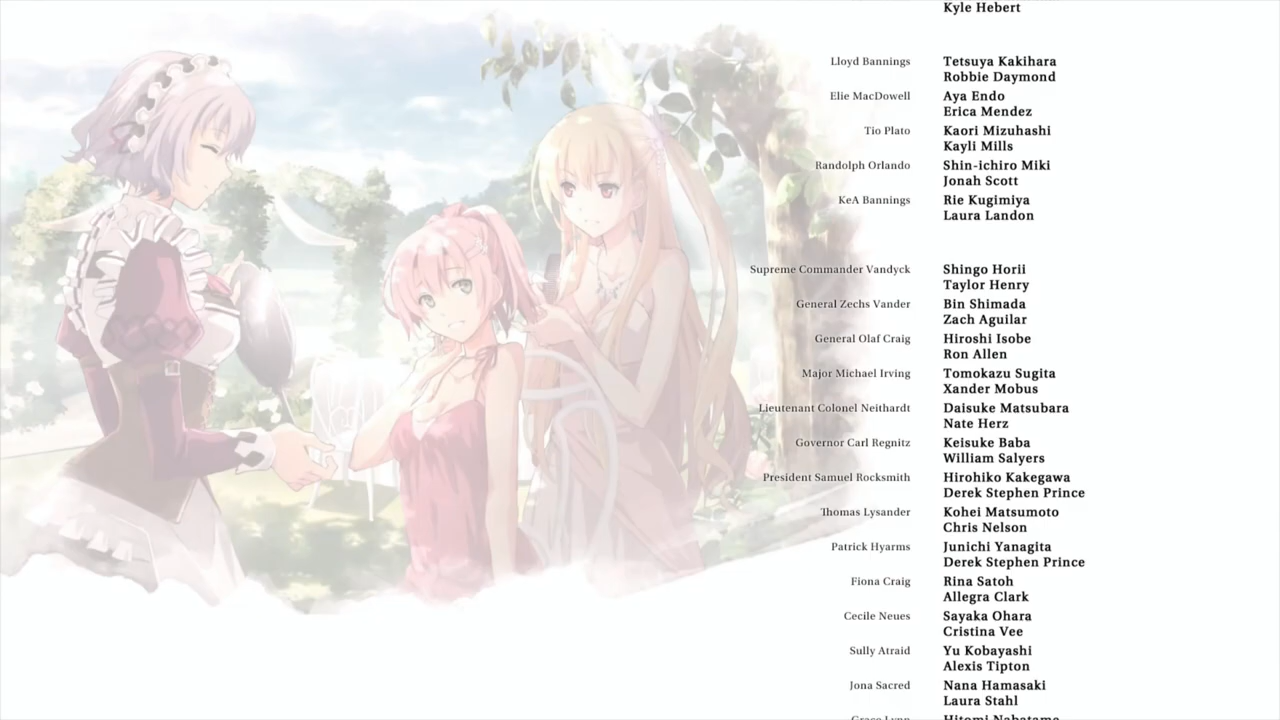 Kyle Hebert
Lloyd Bannings Tetsuya Kakihara
Robbie Daymond
Elie MacDowell Aya Endo
Erica Mendez
Tio Plato Kaori Mizuhashi
Kayli Mills
Randolph Orlando Shin-ichiro Miki
Jonah Scott
KeA Bannings Rie Kugimiya
Laura Landon
Supreme Commander Vandyck Shingo Horii
Taylor Henry
General Zechs Vander Bin Shimada
Zach Aguilar
General Olaf Craig Hiroshi Isobe
Ron Allen
Major Michael Irving Tomokazu Sugita
Xander Mobus
Lieutenant Colonel Neithardt Daisuke Matsubara
Nate Herz
Governor Carl Regnitz Keisuke Baba
William Salyers
President Samuel Rocksmith Hirohiko Kakegawa
Derek Stephen Prince
Thomas Lysander Kohei Matsumoto
Chris Nelson
Patrick Hyarms Junichi Yanagita
Derek Stephen Prince
Fiona Craig Rina Satoh
Allegra Clark
Cecile Neues Sayaka Ohara
Cristina Vee
Sully Atraid Yu Kobayashi
Alexis Tipton
Jona Sacred Nana Hamasaki
Laura Stahl
Grace Lynn Hitomi Nabatame